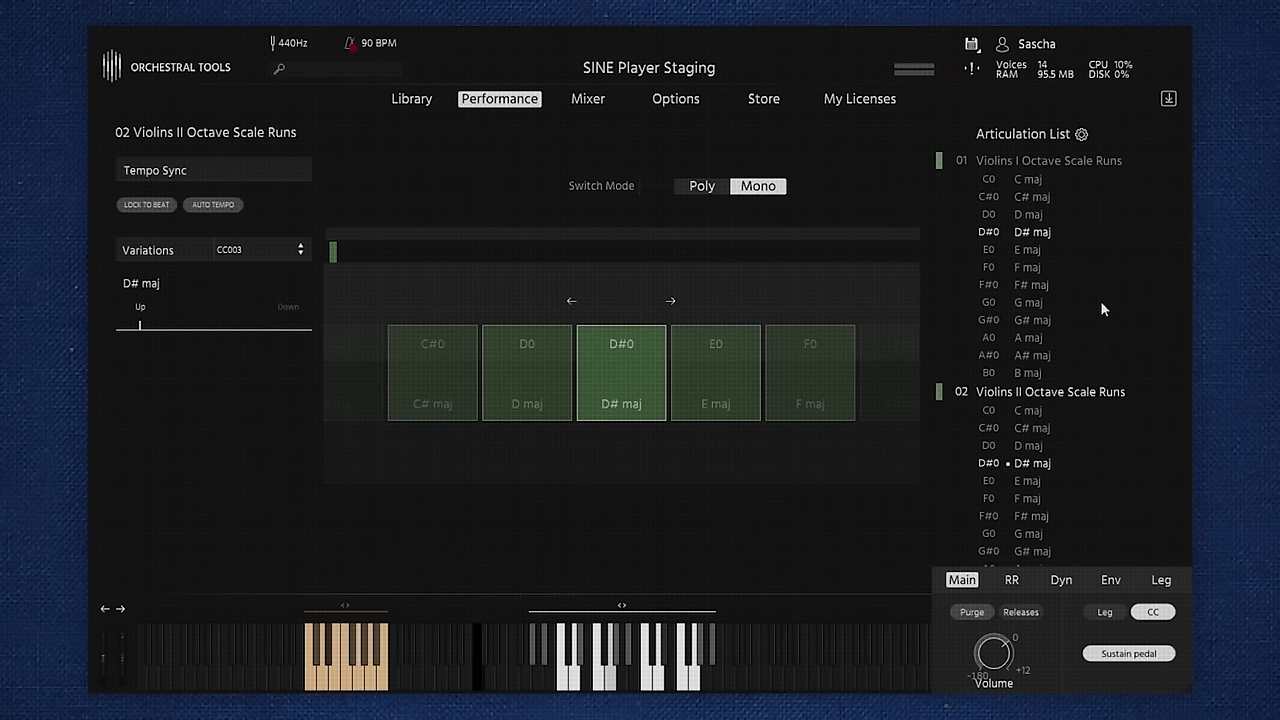 440Hz
90 BPM
ORCHESTRAL TOOLS
SINE Player Staging
Sascha
Voices 14
RAM 95.5 MB
CPU 10%
DISK 0%
Library Performance Mixer Options Store My Licenses
02 Violins II Octave Scale Runs
Tempo Sync
LOCK TO BEAT AUTO TEMPO
Variations CC003
D# maj
Up Down
Switch Mode Poly Mono
C#0 D0 D#0 E0 F0
C# maj D maj D# maj E maj F maj
Articulation List
01 Violins I Octave Scale Runs
C0 C maj
C#0 C# maj
D0 D maj
D#0 D# maj
E0 E maj
F0 F maj
F#0 F# maj
G0 G maj
G#0 G# maj
A0 A maj
A#0 A# maj
B0 B maj
02 Violins II Octave Scale Runs
C0 C maj
C#0 C# maj
D0 D maj
D#0 D# maj
E0 E maj
F0 F maj
F#0 F# maj
G0 G maj
G#0 G# maj
Main RR Dyn Env Leg
Purge Releases Leg CC
0
-180 +12
Volume
Sustain pedal